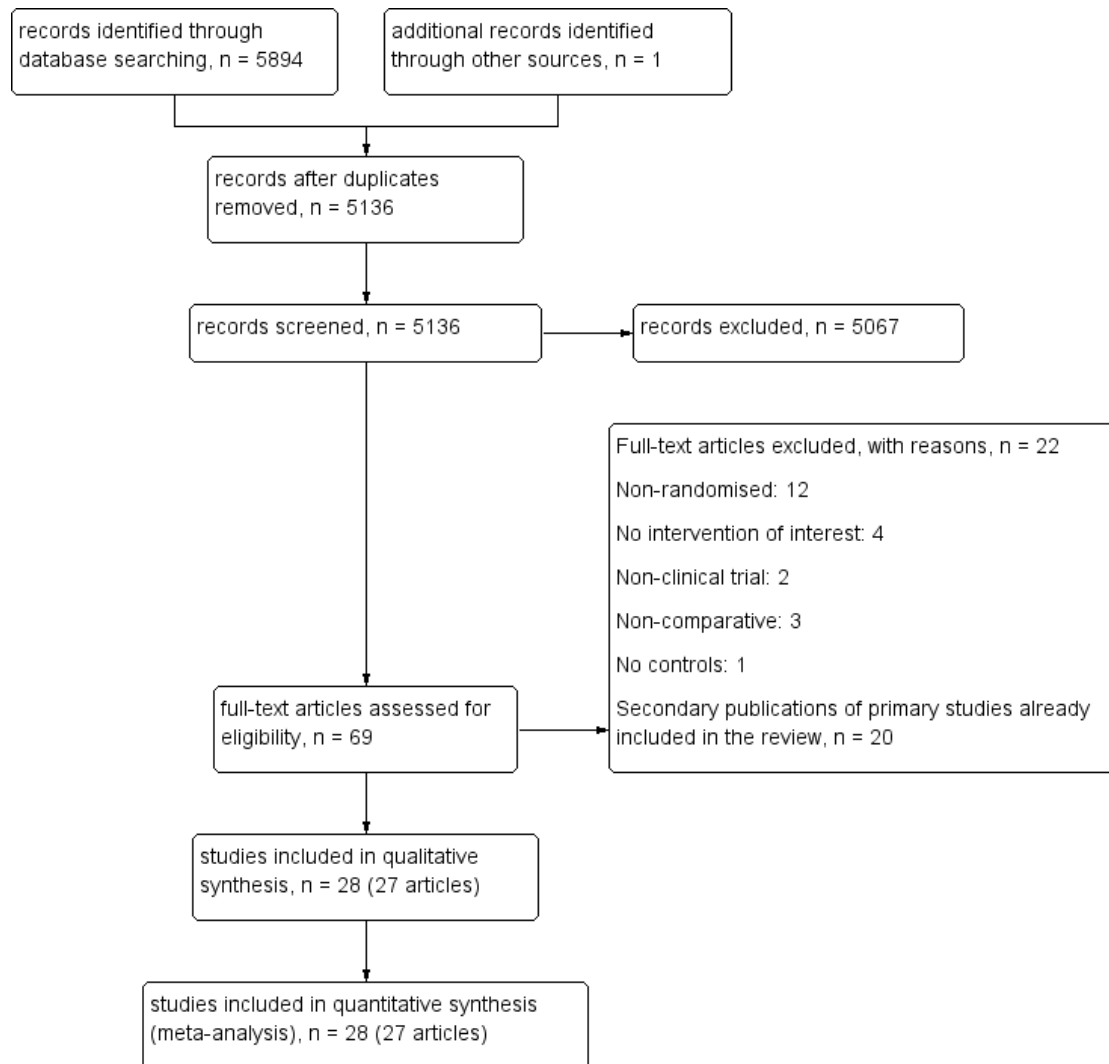 records identified through
database searching, n = 5894
additional records identified
through other sources, n = 1
records after duplicates
removed, n = 5136
records screened, n = 5136
records excluded, n = 5067
Full-text articles excluded, with reasons, n = 22
Non-randomised: 12
No intervention of interest: 4
Non-clinical trial: 2
Non-comparative: 3
No controls: 1
Secondary publications of primary studies already
included in the review, n = 20
full-text articles assessed for
eligibility, n = 69
studies included in qualitative
synthesis, n = 28 (27 articles)
studies included in quantitative synthesis
(meta-analysis), n = 28 (27 articles)